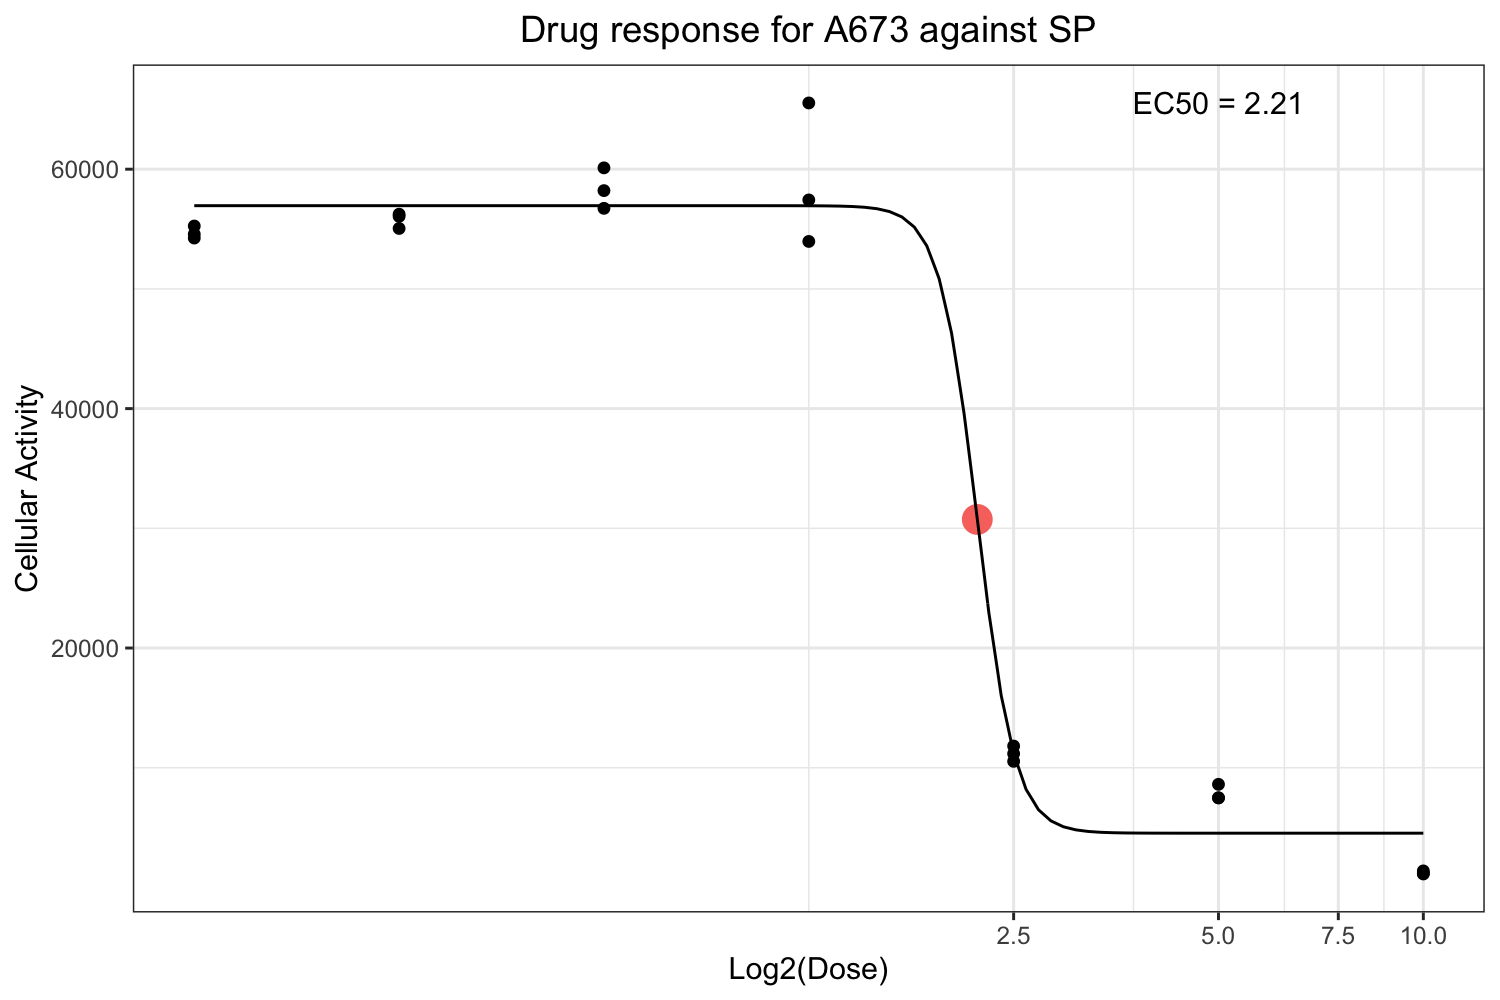 Drug response for A673 against SP
EC50 = 2.21
60000
40000
20000
Cellular Activity
2.5 5.0 7.5 10.0
Log2(Dose)